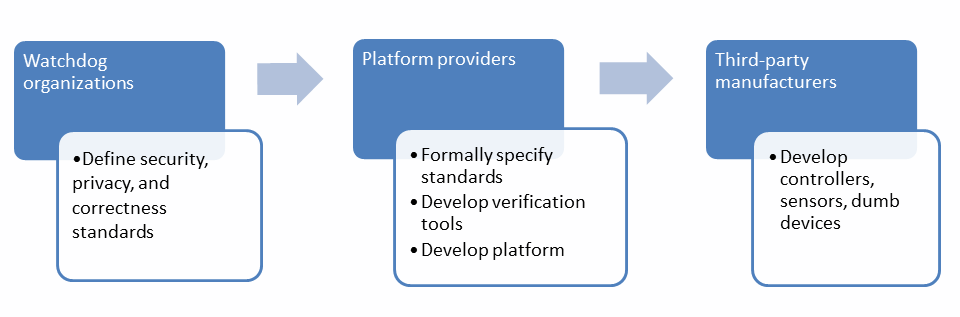 Watchdog
organizations
•Define security,
privacy, and
correctness
standards
Platform providers
•Formally specify
standards
•Develop verification
tools
•Develop platform
Third-party
manufacturers
•Develop
controllers,
sensors, dumb
devices